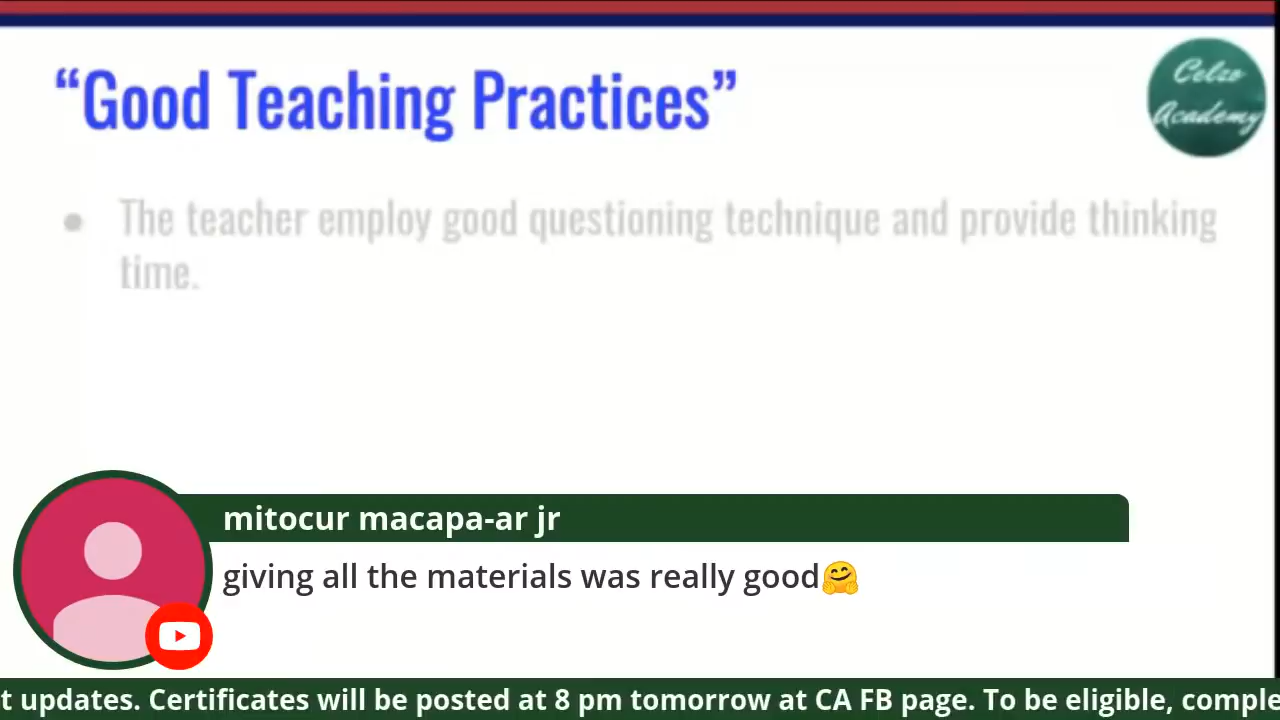 “Good Teaching Practices”
Celzo
Academy
● The teacher employ good questioning technique and provide thinking
time.
mitocur macapa-ar jr
giving all the materials was really good🤗
t updates. Certificates will be posted at 8 pm tomorrow at CA FB page. To be eligible, comple